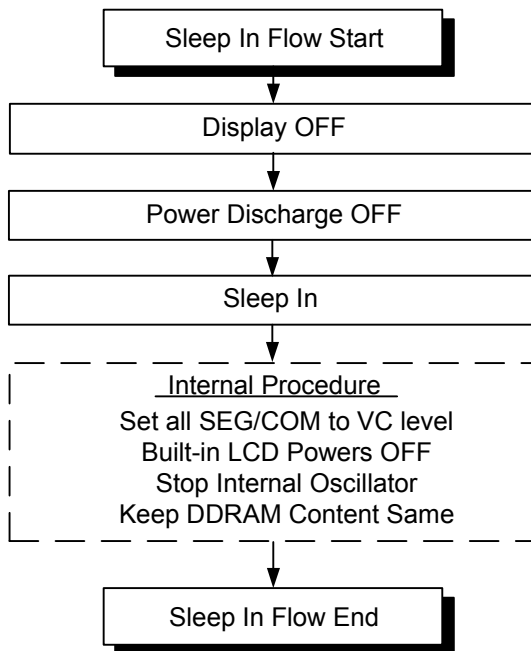 Sleep In Flow Start
Display OFF
Power Discharge OFF
Sleep In
Internal Procedure
Set all SEG/COM to VC level
Built-in LCD Powers OFF
Stop Internal Oscillator
Keep DDRAM Content Same
Sleep In Flow End